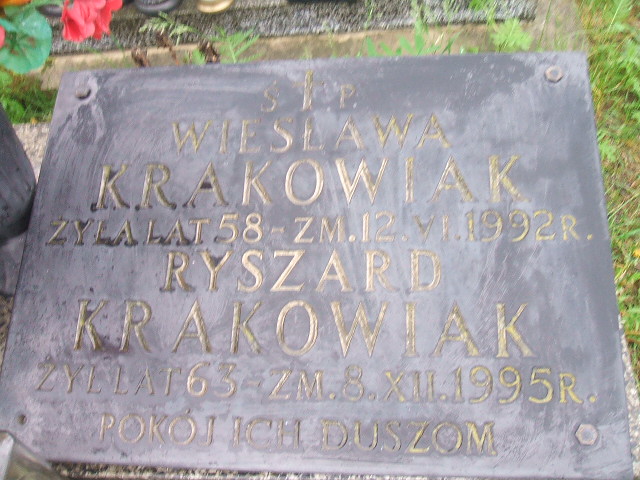 Ś P.
WIESŁAWA
KRAKOWIAK
ŻYŁA LAT 58 - ZM. 12. VI. 1992 R.
RYSZARD
KRAKOWIAK
ŻYŁ LAT 63 - ZM. 8. XII. 1995 R.
POKÓJ ICH DUSZOM